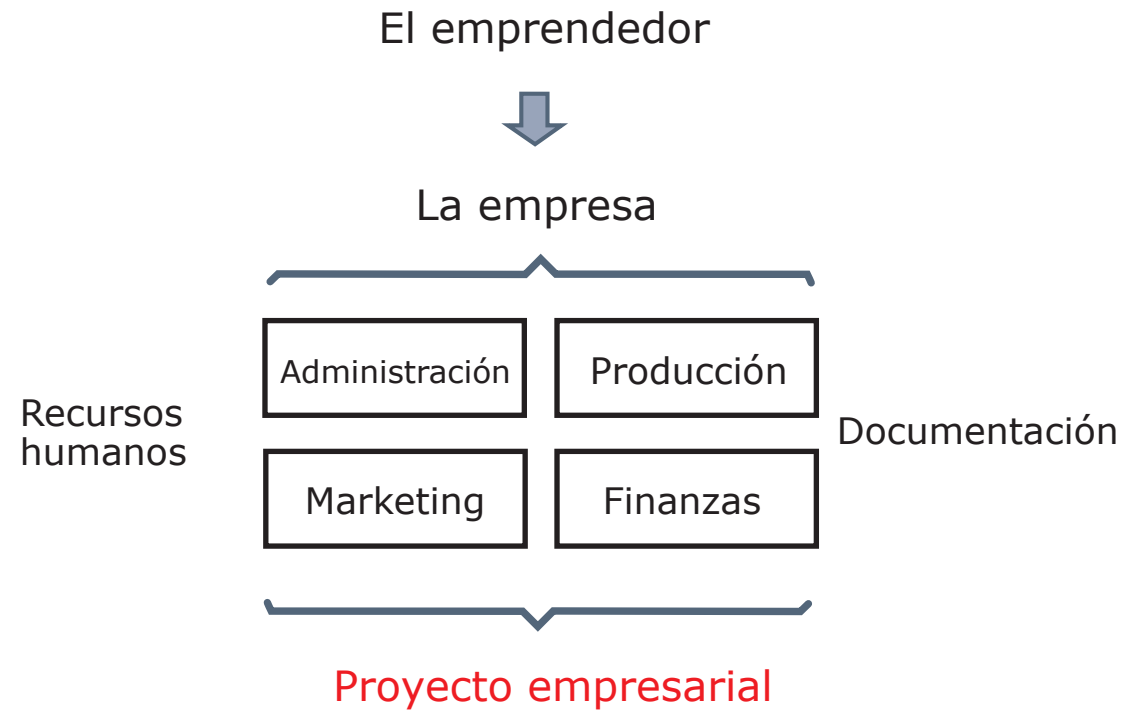 El emprendedor
La empresa
Administración
Producción
Recursos
humanos
Documentación
Marketing
Finanzas
Proyecto empresarial